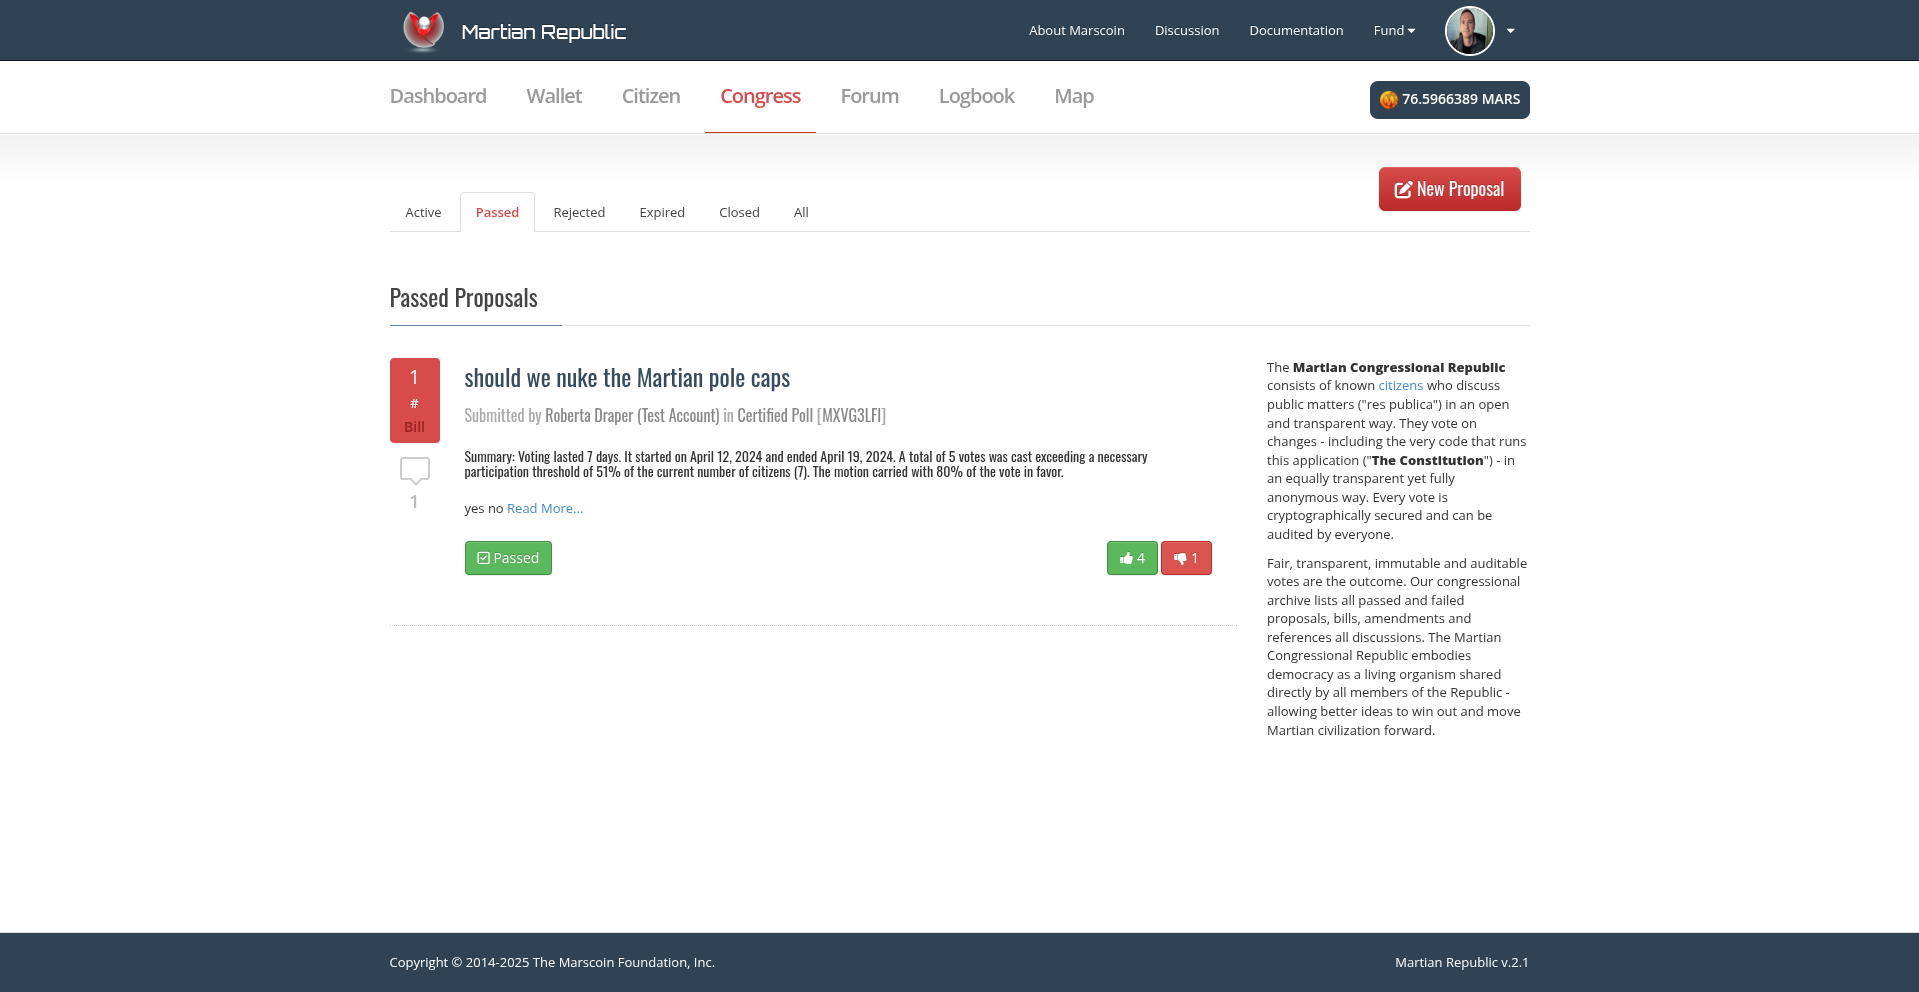 Martian Republic
About Marscoin
Discussion
Documentation
Fund
Dashboard
Wallet
Citizen
Congress
Forum
Logbook
Map
76.5966389 MARS
New Proposal
Active
Passed
Rejected
Expired
Closed
All
Passed Proposals
1
#
Bill
1
should we nuke the Martian pole caps
Submitted by Roberta Draper (Test Account) in Certified Poll [MXVG3LFI]
Summary: Voting lasted 7 days. It started on April 12, 2024 and ended April 19, 2024. A total of 5 votes was cast exceeding a necessary
participation threshold of 51% of the current number of citizens (7). The motion carried with 80% of the vote in favor.
yes no Read More...
Passed
4
1
The Martian Congressional Republic
consists of known citizens who discuss
public matters ("res publica") in an open
and transparent way. They vote on
changes - including the very code that runs
this application ("The Constitution") - in
an equally transparent yet fully
anonymous way. Every vote is
cryptographically secured and can be
audited by everyone.
Fair, transparent, immutable and auditable
votes are the outcome. Our congressional
archive lists all passed and failed
proposals, bills, amendments and
references all discussions. The Martian
Congressional Republic embodies
democracy as a living organism shared
directly by all members of the Republic -
allowing better ideas to win out and move
Martian civilization forward.
Copyright © 2014-2025 The Marscoin Foundation, Inc.
Martian Republic v.2.1